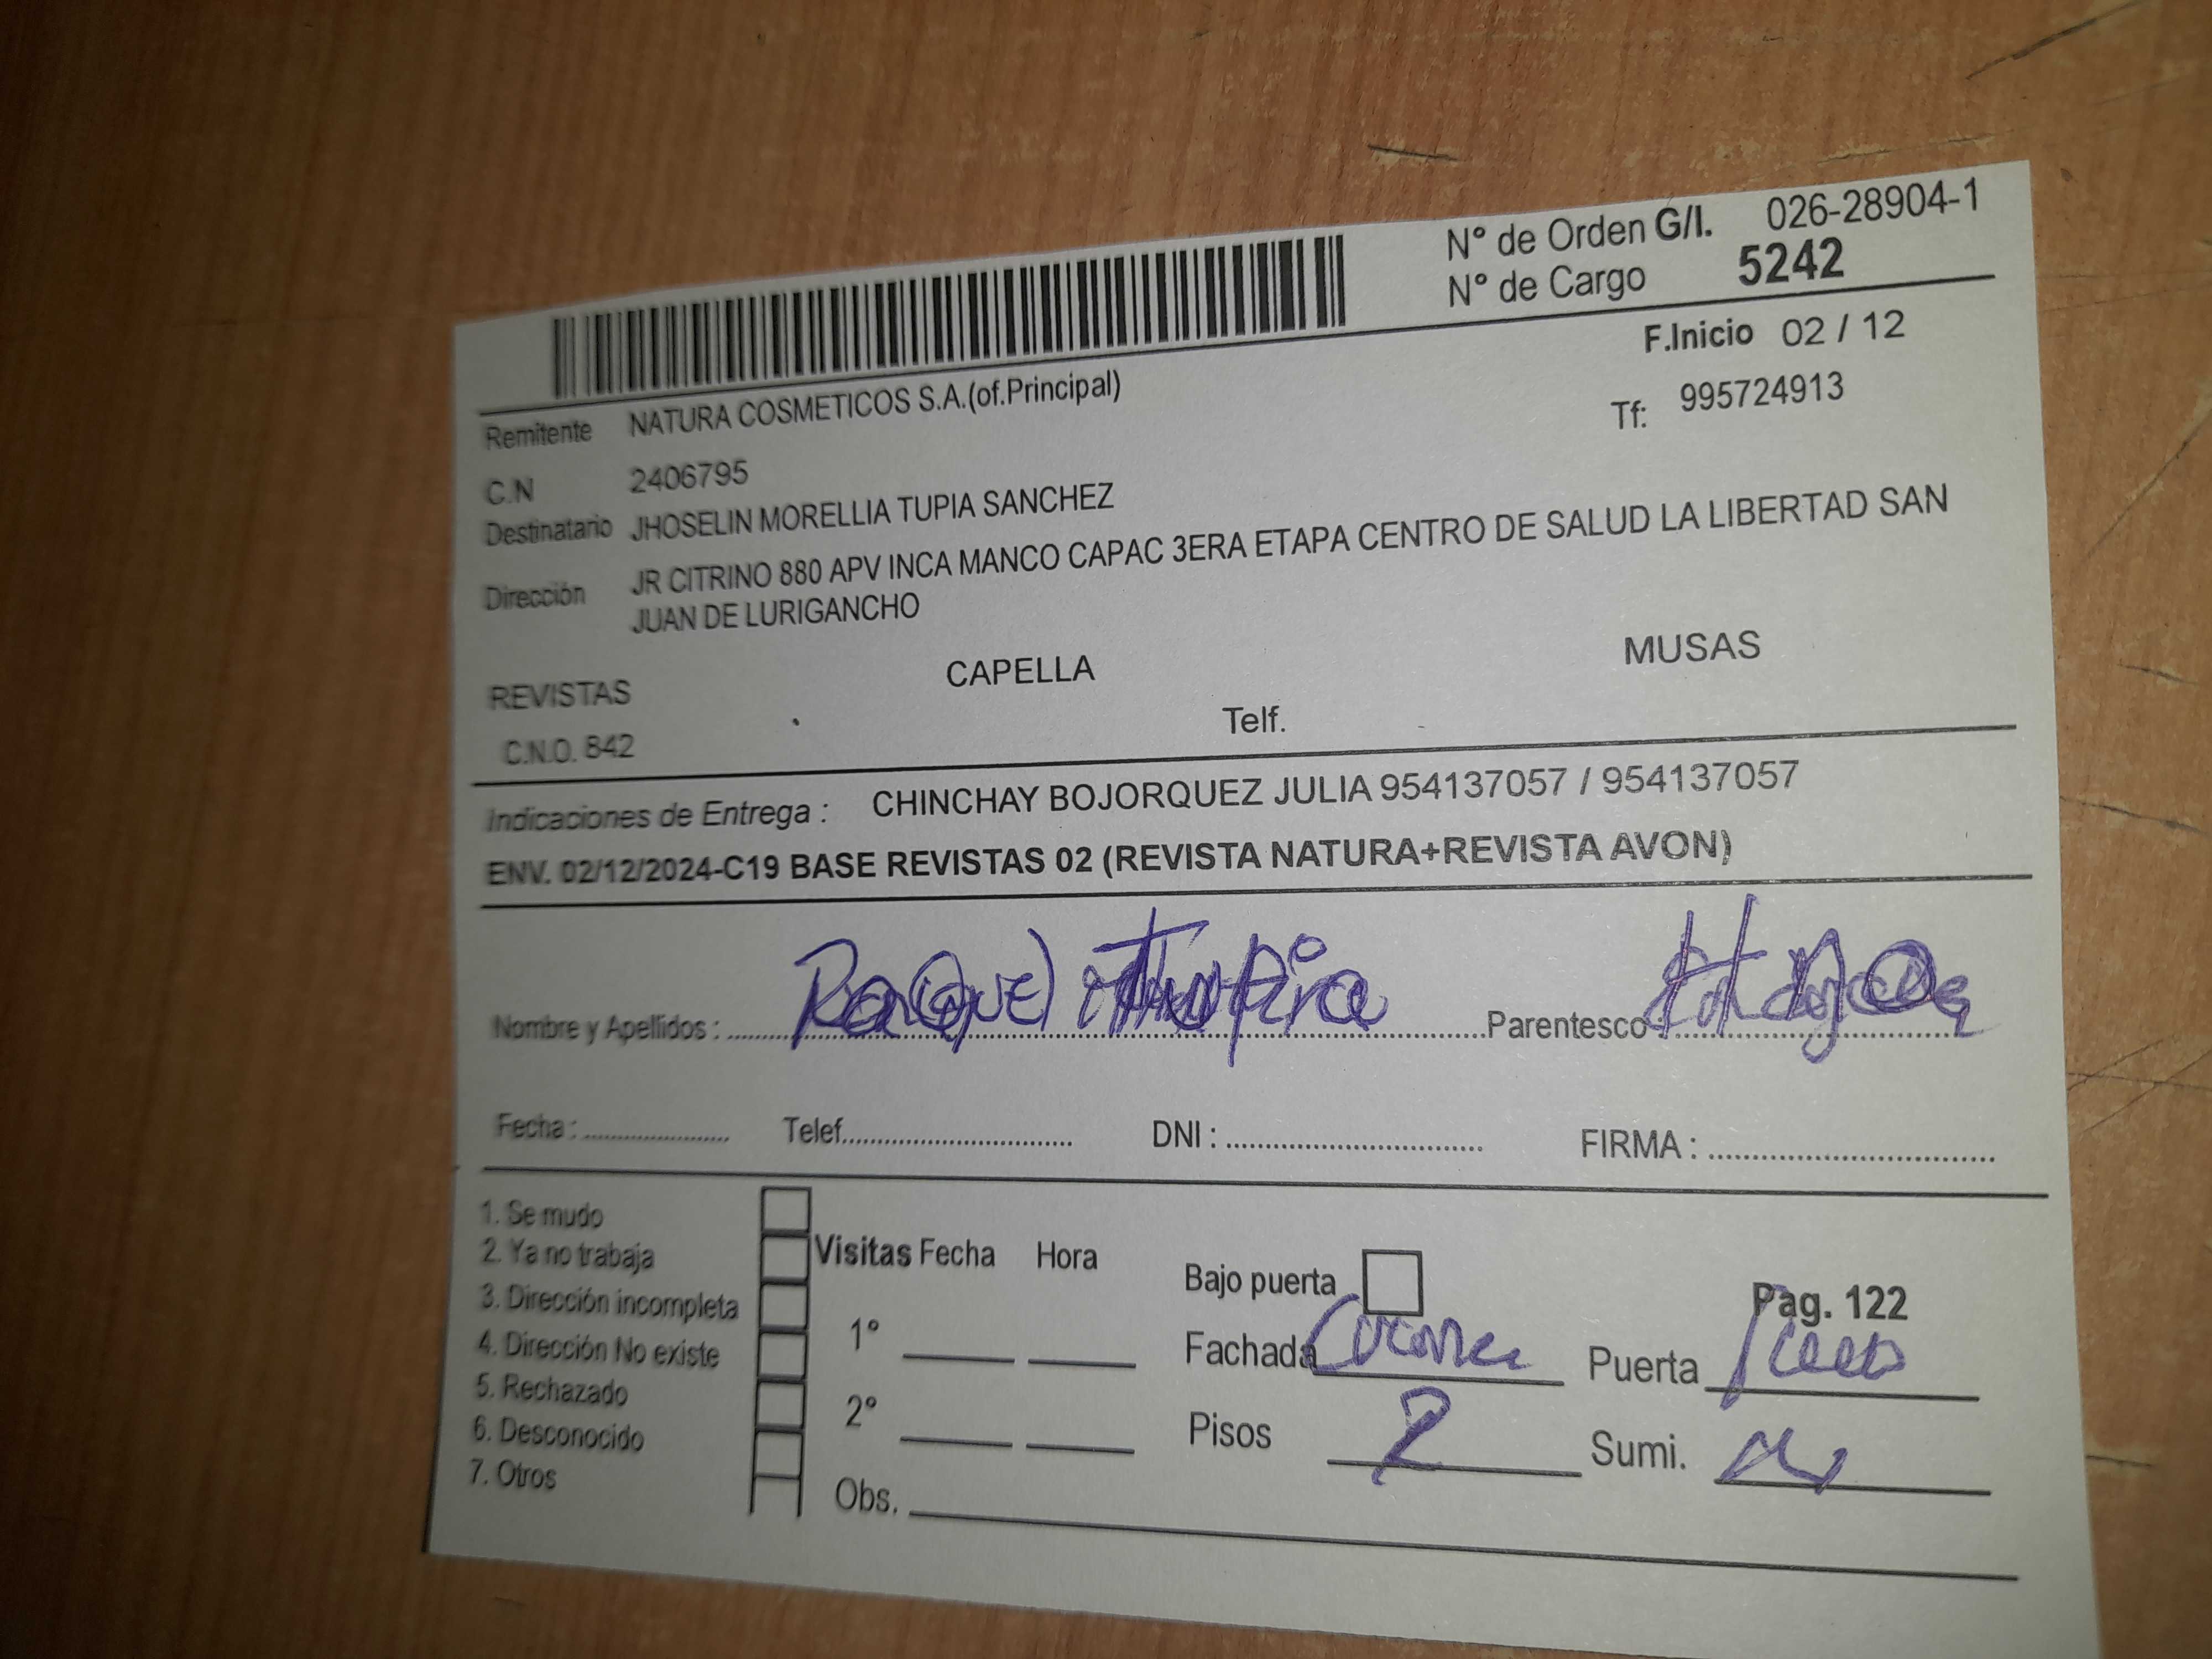 N° de Orden G/I. 026-28904-1
N° de Cargo 5242
F.Inicio 02 / 12
Remitente NATURA COSMETICOS S.A.(of.Principal)
Tf: 995724913
C.N 2406795
Destinatario JHOSELIN MORELLIA TUPIA SANCHEZ
Dirección JR CITRINO 880 APV INCA MANCO CAPAC 3ERA ETAPA CENTRO DE SALUD LA LIBERTAD SAN
JUAN DE LURIGANCHO
REVISTAS CAPELLA MUSAS
C.N.O. 842 Telf.
Indicaciones de Entrega : CHINCHAY BOJORQUEZ JULIA 954137057 / 954137057
ENV. 02/12/2024-C19 BASE REVISTAS 02 (REVISTA NATURA+REVISTA AVON)
Nombre y Apellidos : Raquel Tupia Parentesco :
Fecha : Telef. DNI : FIRMA :
1. Se mudo
2. Ya no trabaja
3. Dirección incompleta
4. Dirección No existe
5. Rechazado
6. Desconocido
7. Otros
Visitas Fecha Hora
1°
2°
Obs.
Bajo puerta Pag. 122
Fachada Puerta
Pisos 2 Sumi.